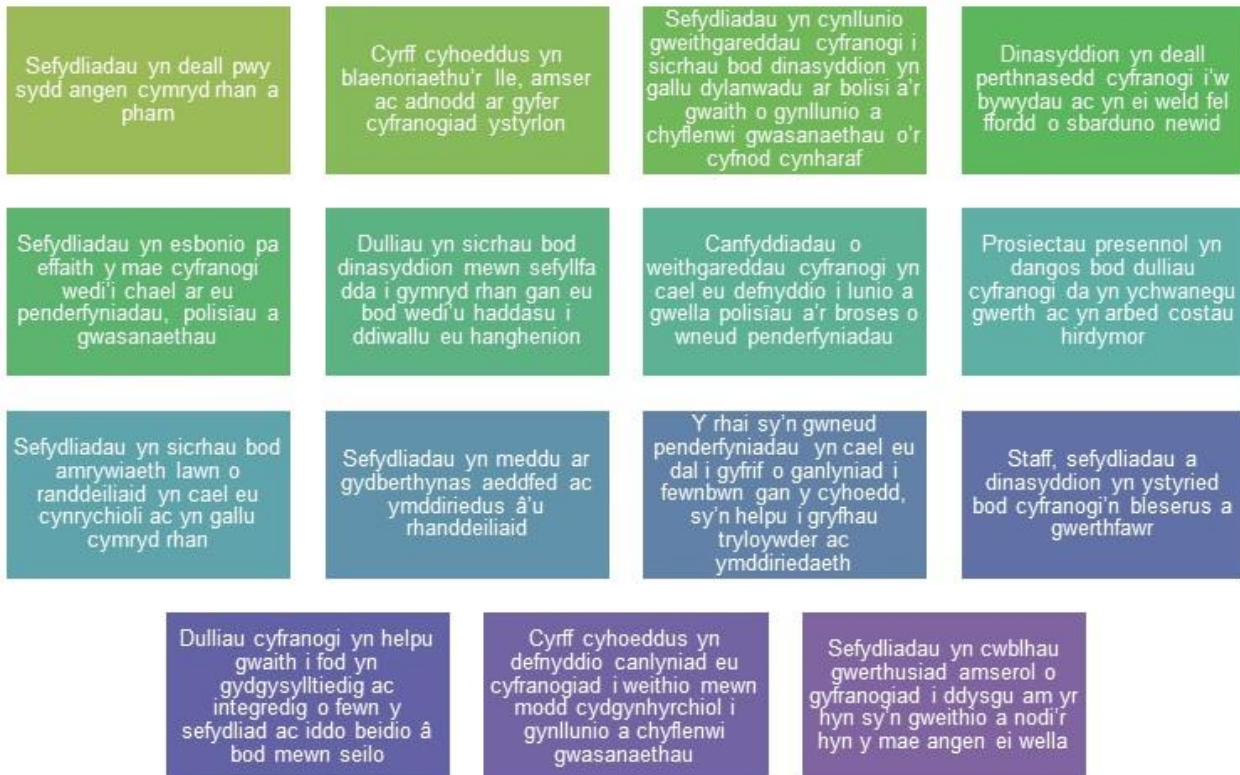 Sefydliadau yn deall pwy
sydd angen cymryd rhan a
pham
Cyrff cyhoeddus yn
blaenoriaethu'r lle, amser
ac adnodd ar gyfer
cyfranogiad ystyrlon
Sefydliadau yn cynllunio
gweithgareddau cyfranogi i
sicrhau bod dinasyddion yn
gallu dylanwadu ar bolisi a'r
gwaith o gynllunio a
chyflenwi gwasanaethau o'r
cyfnod cynharaf
Dinasyddion yn deall
perthnasedd cyfranogi i'w
bywydau ac yn ei weld fel
ffordd o sbarduno newid
Sefydliadau yn esbonio pa
effaith y mae cyfranogi
wedi'i chael ar eu
penderfyniadau, polisïau a
gwasanaethau
Dulliau yn sicrhau bod
dinasyddion mewn sefyllfa
dda i gymryd rhan gan eu
bod wedi'u haddasu i
ddiwallu eu hanghenion
Canfyddiadau o
weithgareddau cyfranogi yn
cael eu defnyddio i lunio a
gwella polisïau a'r broses o
wneud penderfyniadau
Prosiectau presennol yn
dangos bod dulliau
cyfranogi da yn ychwanegu
gwerth ac yn arbed costau
hirdymor
Sefydliadau yn sicrhau bod
amrywiaeth lawn o
randdeiliaid yn cael eu
cynrychioli ac yn gallu
cymryd rhan
Sefydliadau yn meddu ar
gydberthynas aeddfed ac
ymddiriedus â'u
rhanddeiliaid
Y rhai sy'n gwneud
penderfyniadau yn cael eu
dal i gyfrif o ganlyniad i
fewnbwn gan y cyhoedd,
sy'n helpu i gryfhau
tryloywder ac
ymddiriedaeth
Staff, sefydliadau a
dinasyddion yn ystyried
bod cyfranogi'n bleserus a
gwerthfawr
Dulliau cyfranogi yn helpu
gwaith i fod yn
gydgysylltiedig ac
integredig o fewn y
sefydliad ac iddo beidio â
bod mewn seilo
Cyrff cyhoeddus yn
defnyddio canlyniad eu
cyfranogiad i weithio mewn
modd cydgynhyrchiol i
gynllunio a chyflenwi
gwasanaethau
Sefydliadau yn cwblhau
gwerthusiad amserol o
gyfranogiad i ddysgu am yr
hyn sy'n gweithio a nodi'r
hyn y mae angen ei wella